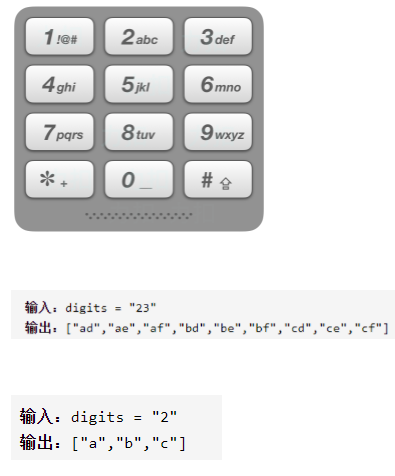 1 !@# 2 abc 3 def
4 ghi 5 jkl 6 mno
7 pqrs 8 tuv 9 wxyz
* + 0 _ # ⇧
输入：digits = "23"
输出：["ad","ae","af","bd","be","bf","cd","ce","cf"]
输入：digits = "2"
输出：["a","b","c"]